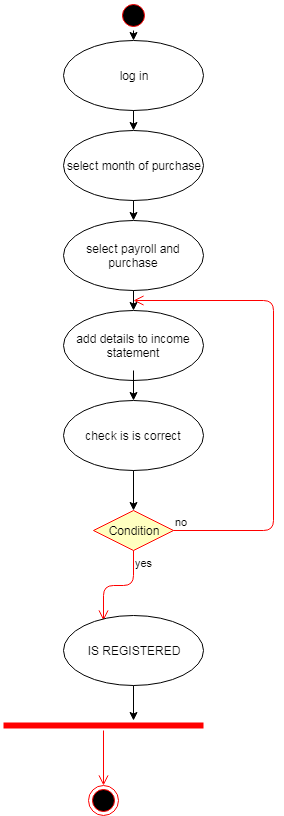 log in
select month of purchase
select payroll and
purchase
add details to income
statement
check is is correct
Condition
no
yes
IS REGISTERED